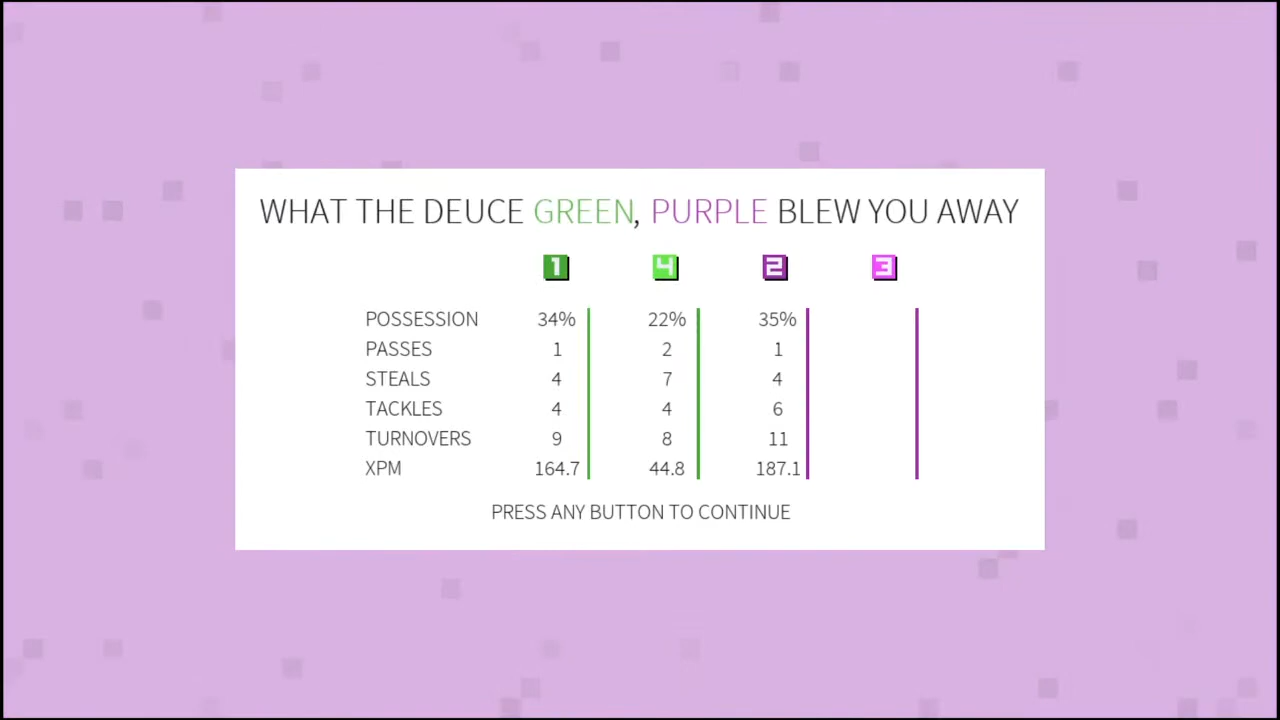 WHAT THE DEUCE GREEN, PURPLE BLEW YOU AWAY
1 4 2 3
POSSESSION 34% 22% 35%
PASSES 1 2 1
STEALS 4 7 4
TACKLES 4 4 6
TURNOVERS 9 8 11
XPM 164.7 44.8 187.1
PRESS ANY BUTTON TO CONTINUE